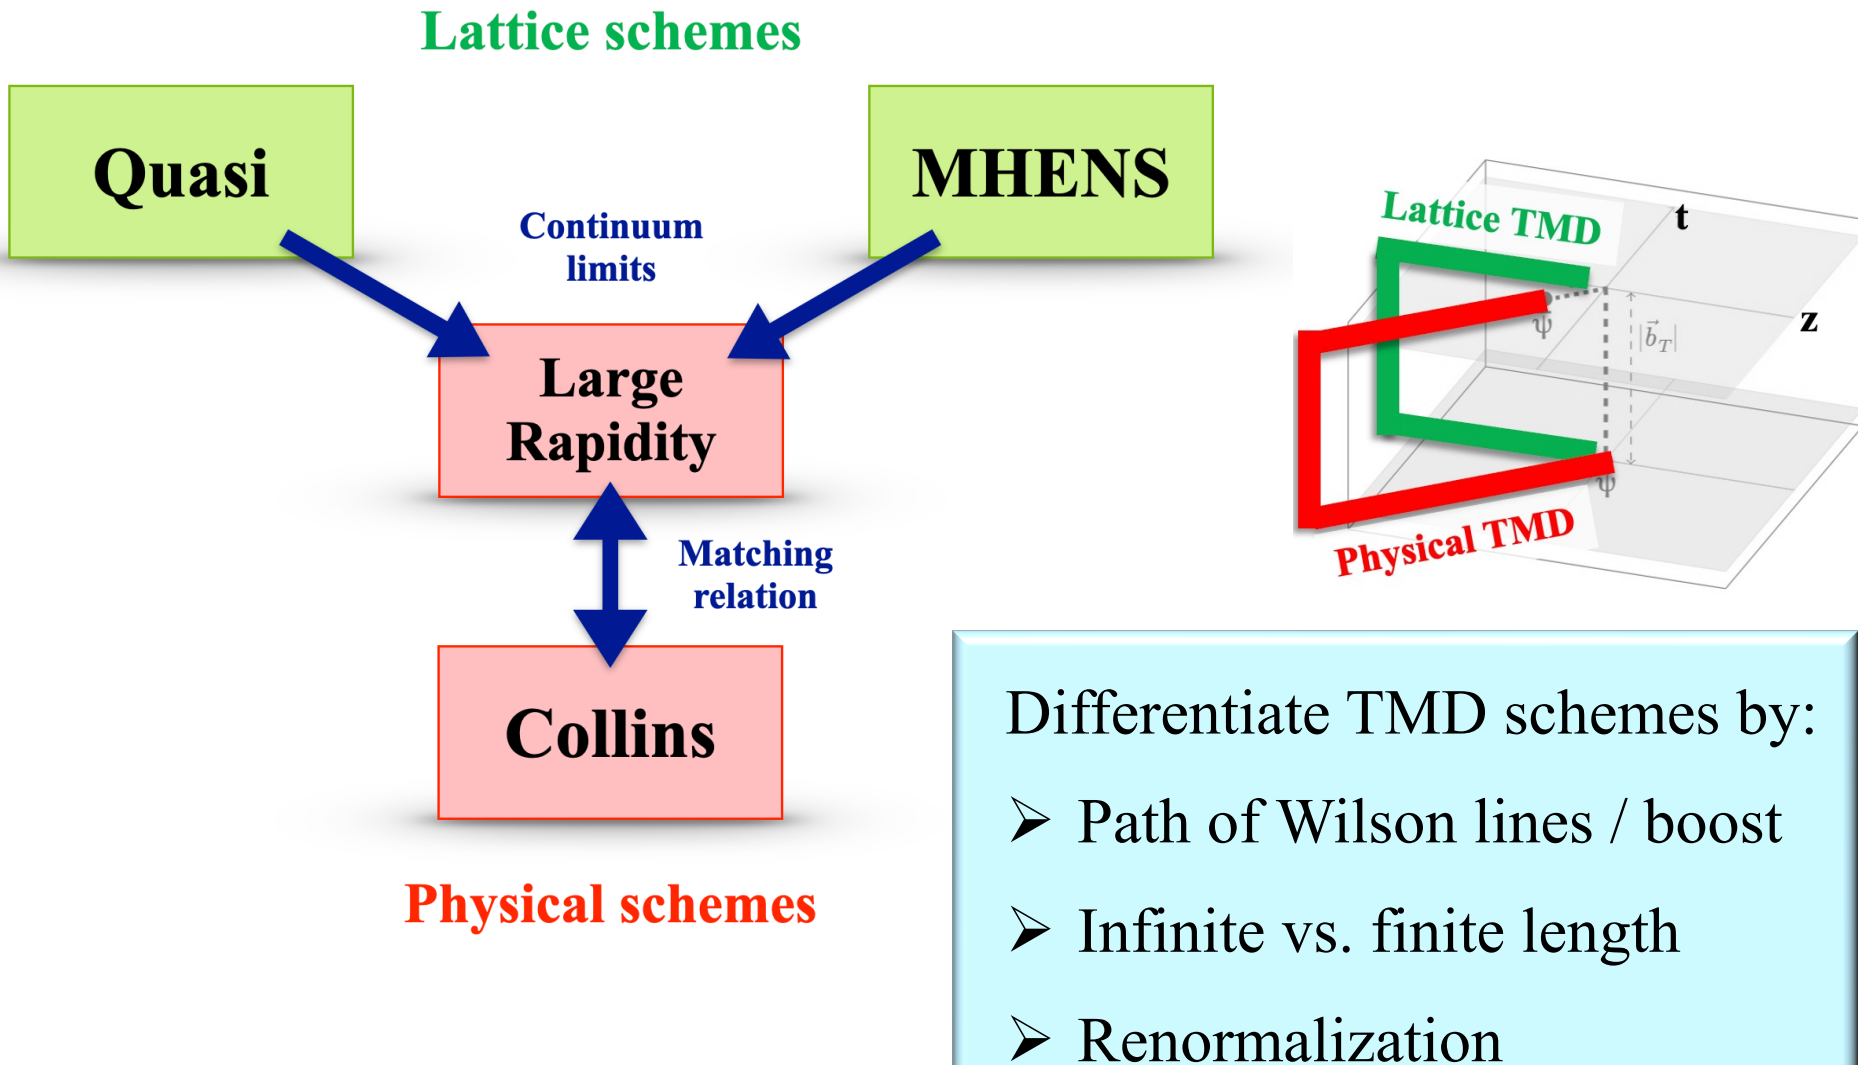 Lattice schemes
Quasi
MHENS
Continuum
limits
Large
Rapidity
Matching
relation
Collins
Physical schemes
Lattice TMD
t
z
ψ̄
|b⃗_T|
ψ
Physical TMD
Differentiate TMD schemes by:
➢ Path of Wilson lines / boost
➢ Infinite vs. finite length
➢ Renormalization